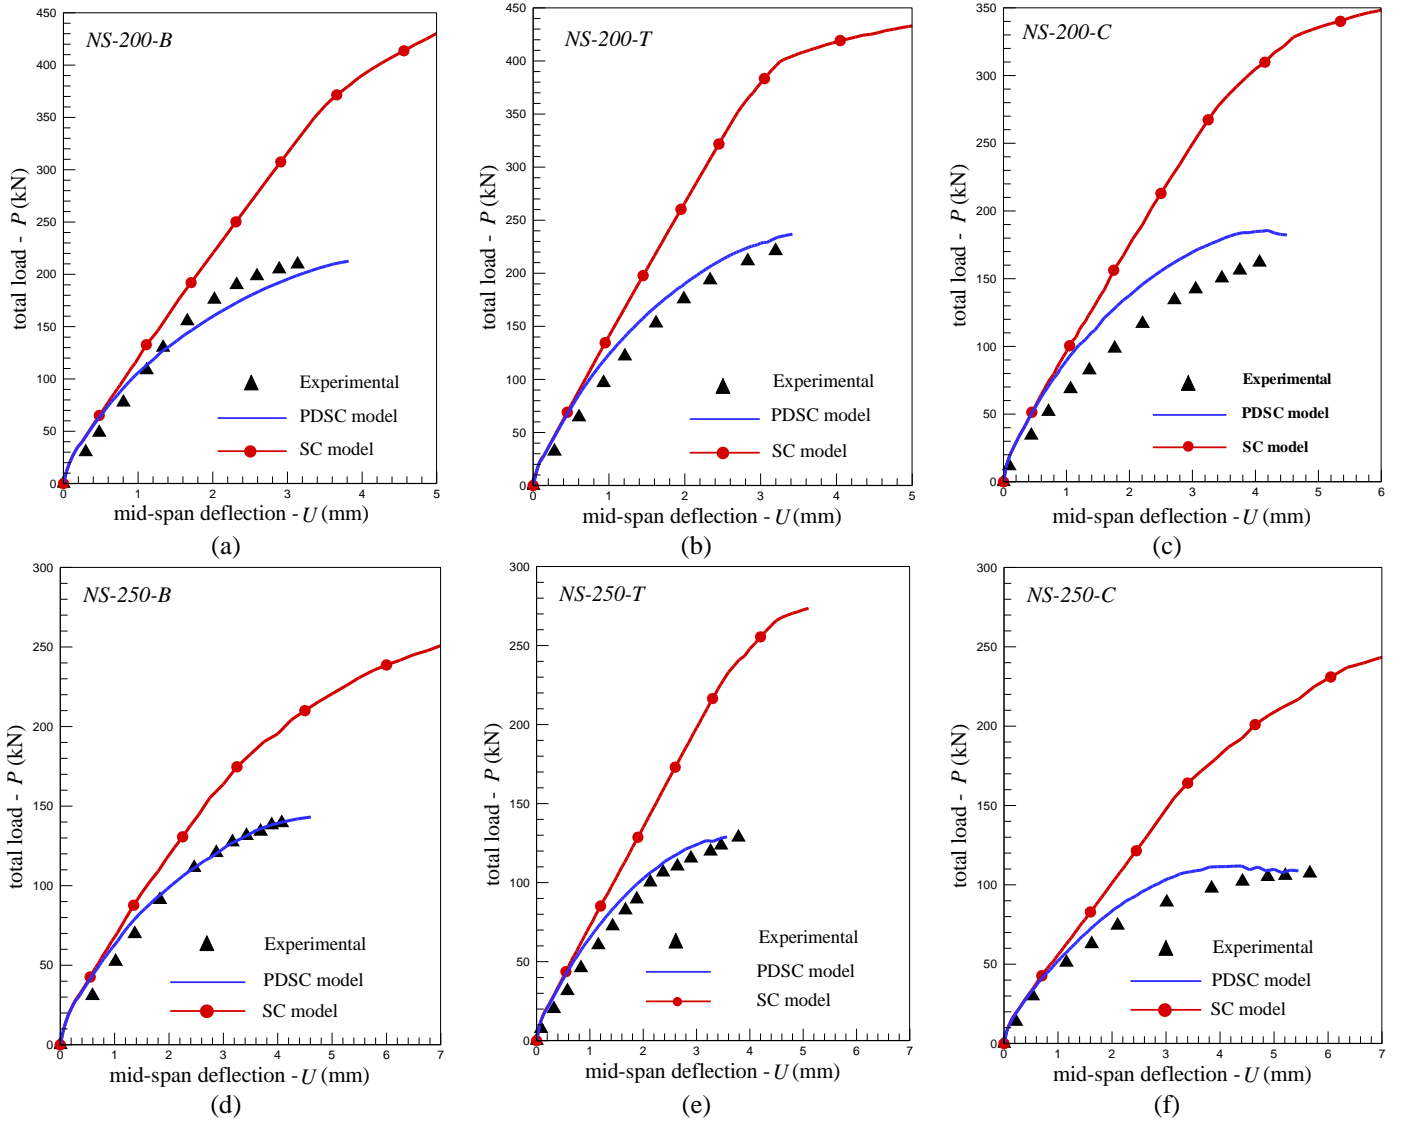 NS-200-B
450
400
350
300
250
200
150
100
50
0
total load - P (kN)
Experimental
PDSC model
SC model
0 1 2 3 4 5
mid-span deflection - U (mm)
(a)
NS-200-T
450
400
350
300
250
200
150
100
50
0
total load - P (kN)
Experimental
PDSC model
SC model
0 1 2 3 4 5
mid-span deflection - U (mm)
(b)
NS-200-C
350
300
250
200
150
100
50
0
total load - P (kN)
Experimental
PDSC model
SC model
0 1 2 3 4 5 6
mid-span deflection - U (mm)
(c)
NS-250-B
300
250
200
150
100
50
0
total load - P (kN)
Experimental
PDSC model
SC model
0 1 2 3 4 5 6 7
mid-span deflection - U (mm)
(d)
NS-250-T
300
250
200
150
100
50
0
total load - P (kN)
Experimental
PDSC model
SC model
0 1 2 3 4 5 6 7
mid-span deflection - U (mm)
(e)
NS-250-C
300
250
200
150
100
50
0
total load - P (kN)
Experimental
PDSC model
SC model
0 1 2 3 4 5 6 7
mid-span deflection - U (mm)
(f)